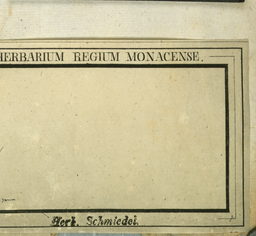 HERBARIUM REGIUM MONACENSE.
Herb. Schmiedel.